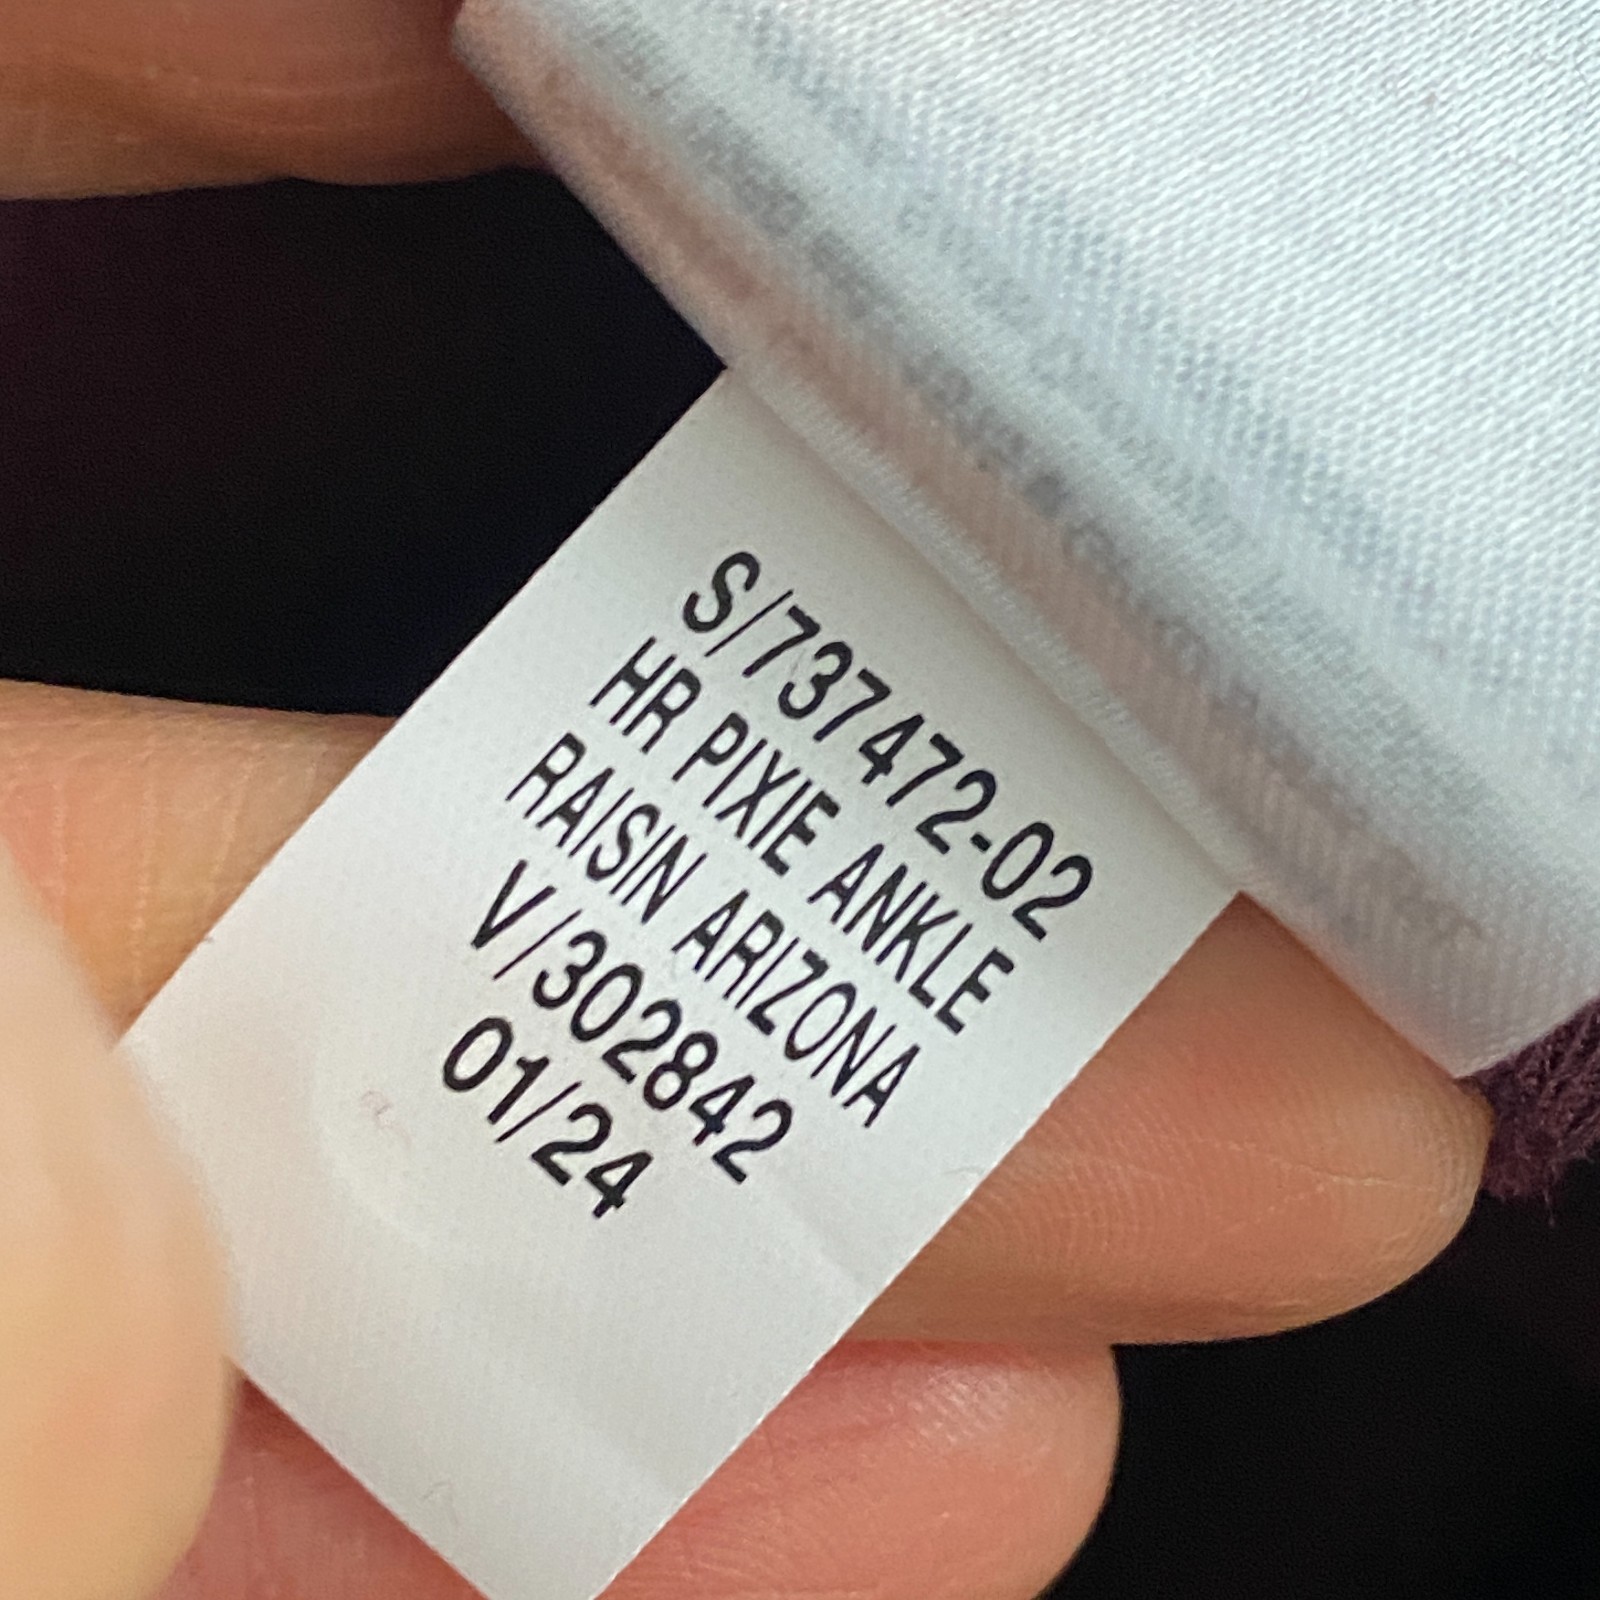 S/737472-02
HR PIXIE ANKLE
RAISIN ARIZONA
V/302842
01/24